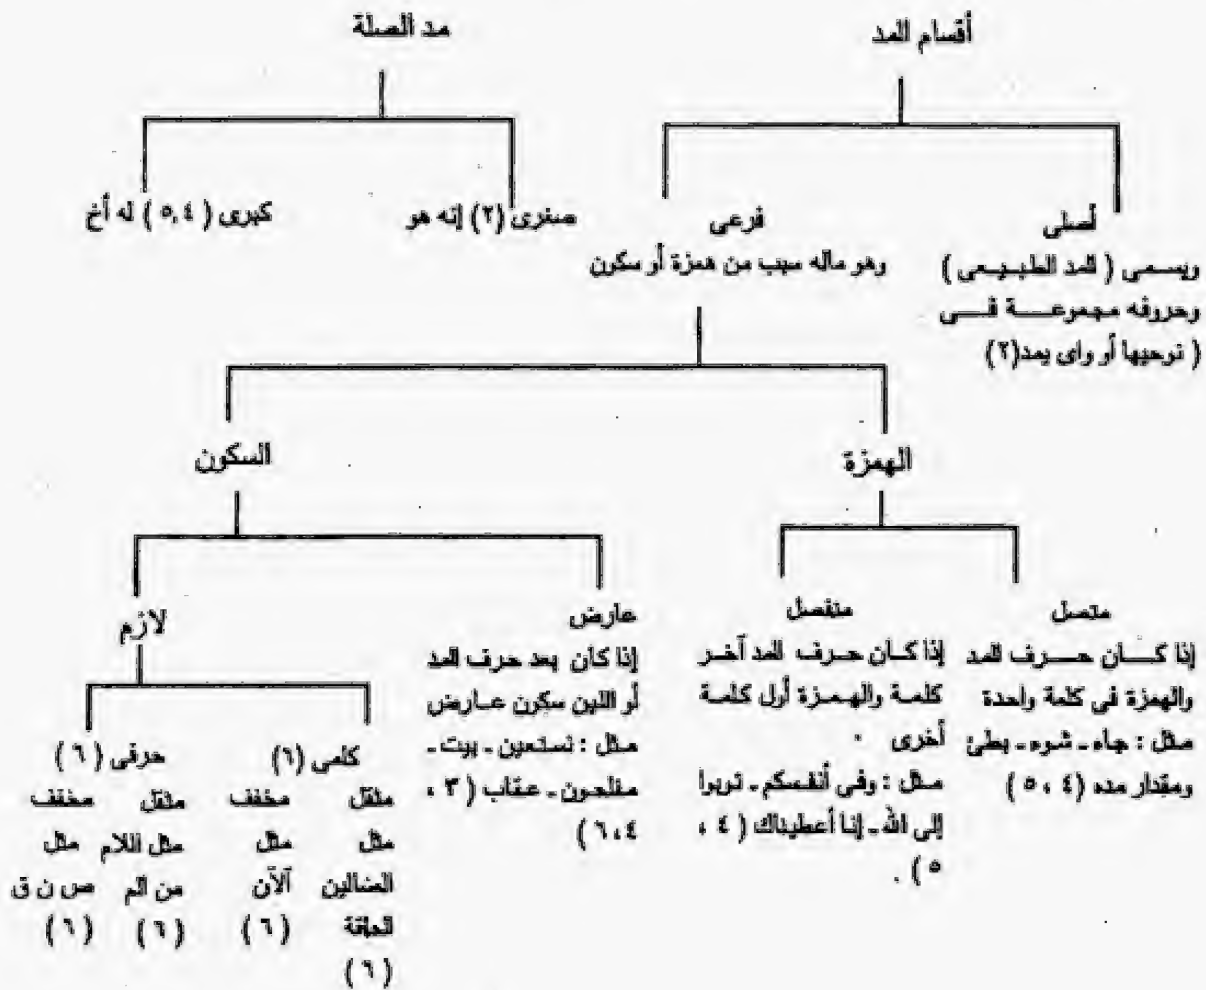 أقسام المد
أصلى
ويسمى ( المد الطبيعى )
وحروفه مجموعة فى
( نوحيها أو واى يمد(٢)
فرعى
وهو ماله سبب من همزة أو سكون
الهمزة
متصل
إذا كان حرف المد
والهمزة فى كلمة واحدة
مثل : جاء ـ شوء ـ بطئ
ومقدار مده (٤ ، ٥ )
منفصل
إذا كان حرف المد آخر
كلمة والهمزة أول كلمة
أخرى .
مثل : وفى أنفسكم ـ توبوا
إلى الله ـ إنا أعطيناك ( ٤ ،
٥ ) .
السكون
عارض
إذا كان بعد حرف المد
أو اللين سكون عارض
مثل : نستعين ـ بيت ـ
مفلحون ـ عقاب ( ٣ ،
٦،٤ )
لازم
كلمى (٦)
مثقل
مثل
الضالين
الحاقة
(٦)
مخفف
مثل
آلآن
(٦)
حرفى ( ٦ )
مثقل
مثل اللام
من الم
(٦)
مخفف
مثل
ص ن ق
(٦)
مد الصلة
صغرى (٢) إنه هو
كبرى ( ٥,٤ ) له أخ